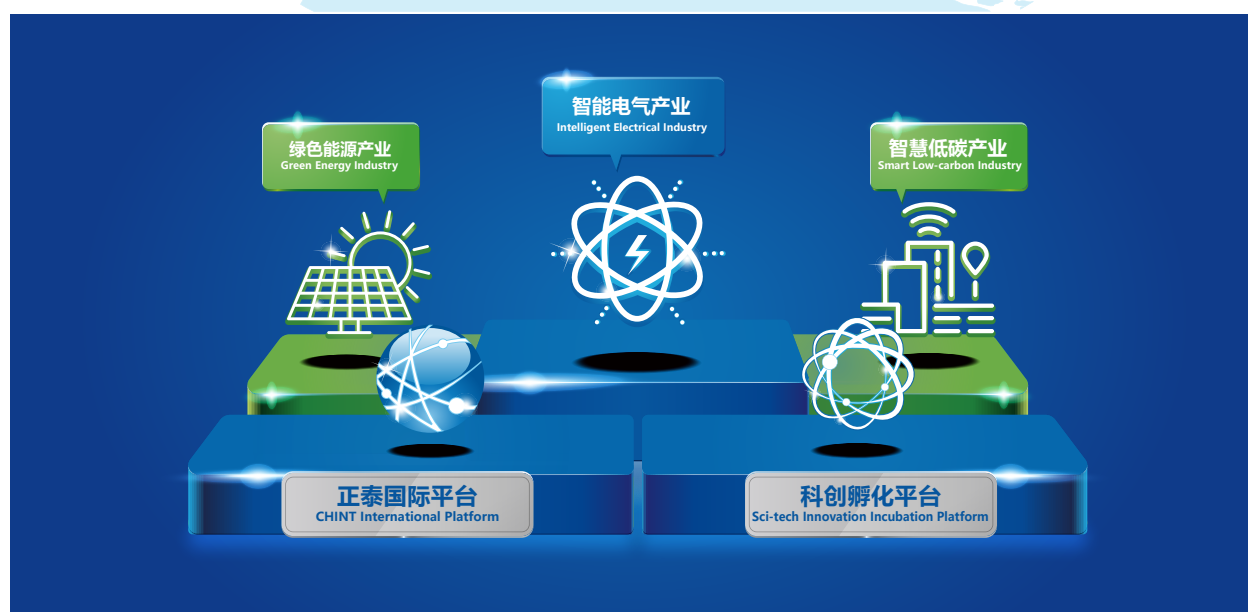 智能电气产业
Intelligent Electrical Industry
绿色能源产业
Green Energy Industry
智慧低碳产业
Smart Low-carbon Industry
正泰国际平台
CHINT International Platform
科创孵化平台
Sci-tech Innovation Incubation Platform